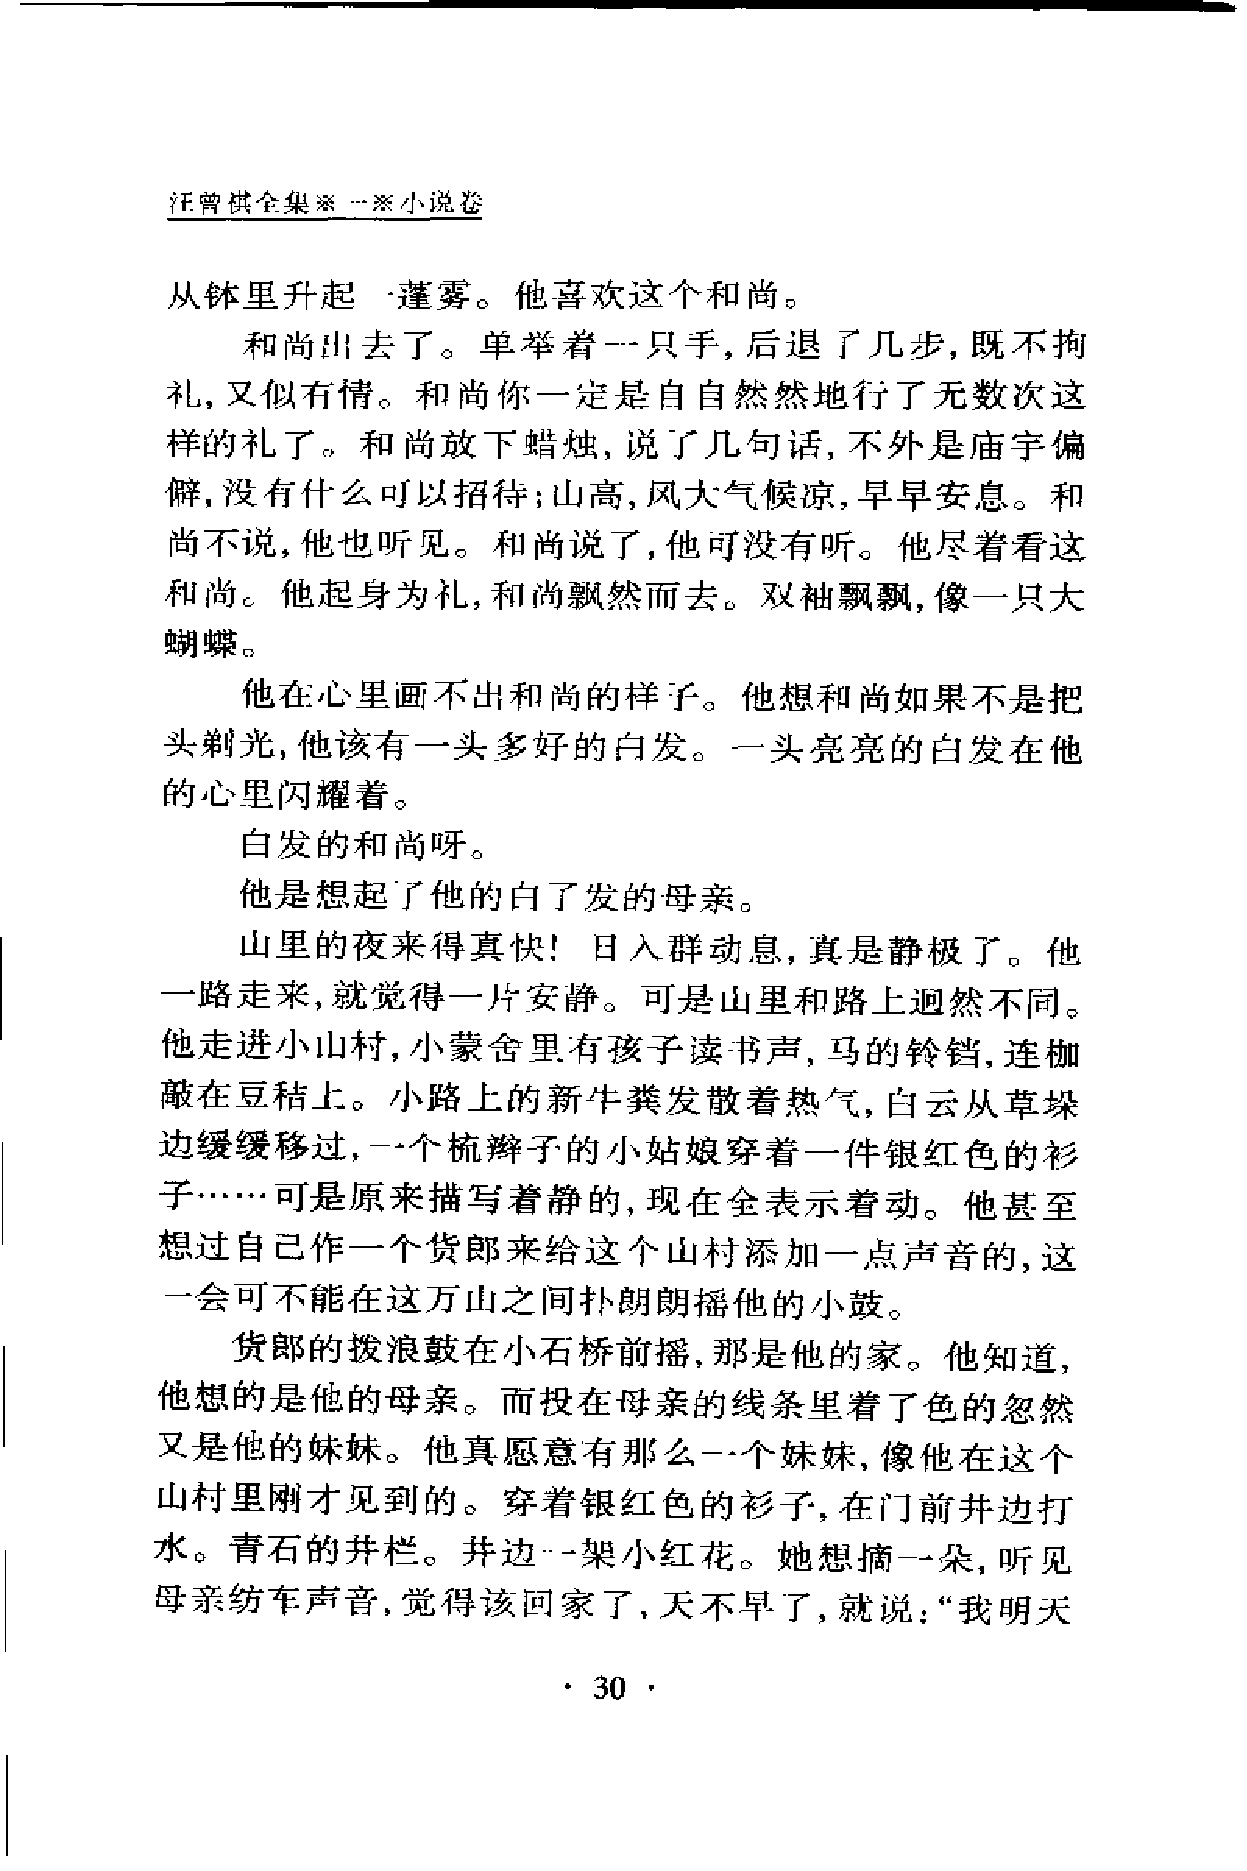 汪曾祺全集※一※小说卷
从钵里升起一蓬雾。他喜欢这个和尚。
和尚出去了。单举着一只手,后退了几步,既不拘
礼,又似有情。和尚你一定是自自然然地行了无数次这
样的礼了。和尚放下蜡烛,说了几句话,不外是庙宇偏
僻,没有什么可以招待;山高,风大气候凉,早早安息。和
尚不说,他也听见。和尚说了,他可没有听。他尽着看这
和尚。他起身为礼,和尚飘然而去。双袖飘飘,像一只大
蝴蝶。
他在心里画不出和尚的样子。他想和尚如果不是把
头剃光,他该有一头多好的白发。一头亮亮的白发在他
的心里闪耀着。
白发的和尚呀。
他是想起了他的白了发的母亲。
山里的夜来得真快!日入群动息,真是静极了。他
一路走来,就觉得一片安静。可是山里和路上迥然不同。
他走进小山村,小蒙舍里有孩子读书声,马的铃铛,连枷
敲在豆秸上。小路上的新牛粪发散着热气,白云从草垛
边缓缓移过,一个梳辫子的小姑娘穿着一件银红色的衫
子……可是原来描写着静的,现在全表示着动。他甚至
想过自己作一个货郎来给这个山村添加一点声音的,这
一会可不能在这万山之间扑朗朗摇他的小鼓。
货郎的拨浪鼓在小石桥前摇,那是他的家。他知道,
他想的是他的母亲。而投在母亲的线条里着了色的忽然
又是他的妹妹。他真愿意有那么一个妹妹,像他在这个
山村里刚才见到的。穿着银红色的衫子,在门前井边打
水。青石的井栏。井边一架小红花。她想摘一朵,听见
母亲纺车声音,觉得该回家了,天不早了,就说:“我明天
· 30 ·